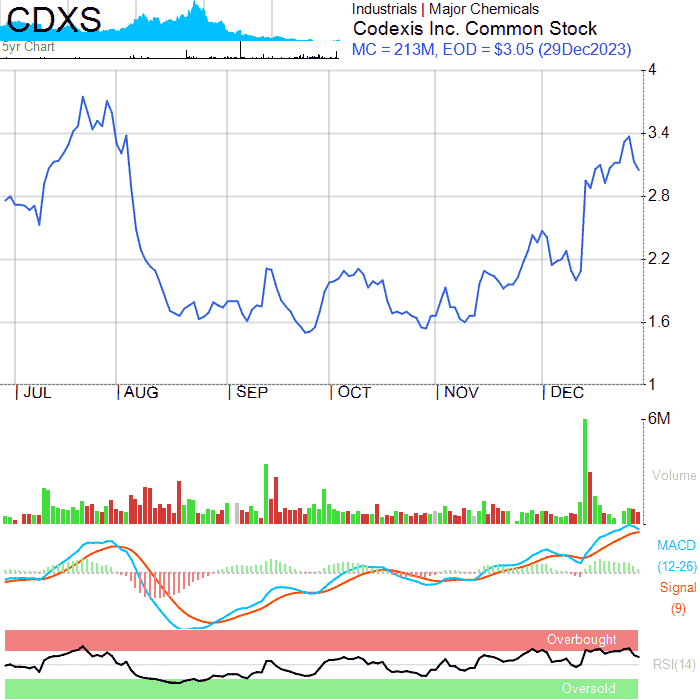 CDXS
5yr Chart
Industrials | Major Chemicals
Codexis Inc. Common Stock
MC = 213M, EOD = $3.05 (29Dec2023)
4
3.4
2.8
2.2
1.6
1
JUL AUG SEP OCT NOV DEC
6M
Volume
MACD
(12-26)
Signal
(9)
Overbought
RSI(14)
Oversold